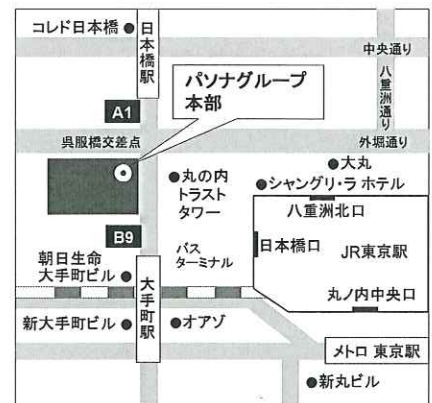 コレド日本橋
日本橋駅
中央通り
八重洲通り
A1
パソナグループ
本部
呉服橋交差点
外堀通り
大丸
丸の内
トラスト
タワー
シャングリ・ラ ホテル
八重洲北口
B9
日本橋口
JR東京駅
バス
ターミナル
朝日生命
大手町ビル
大手町駅
丸ノ内中央口
新大手町ビル
オアゾ
メトロ 東京駅
新丸ビル